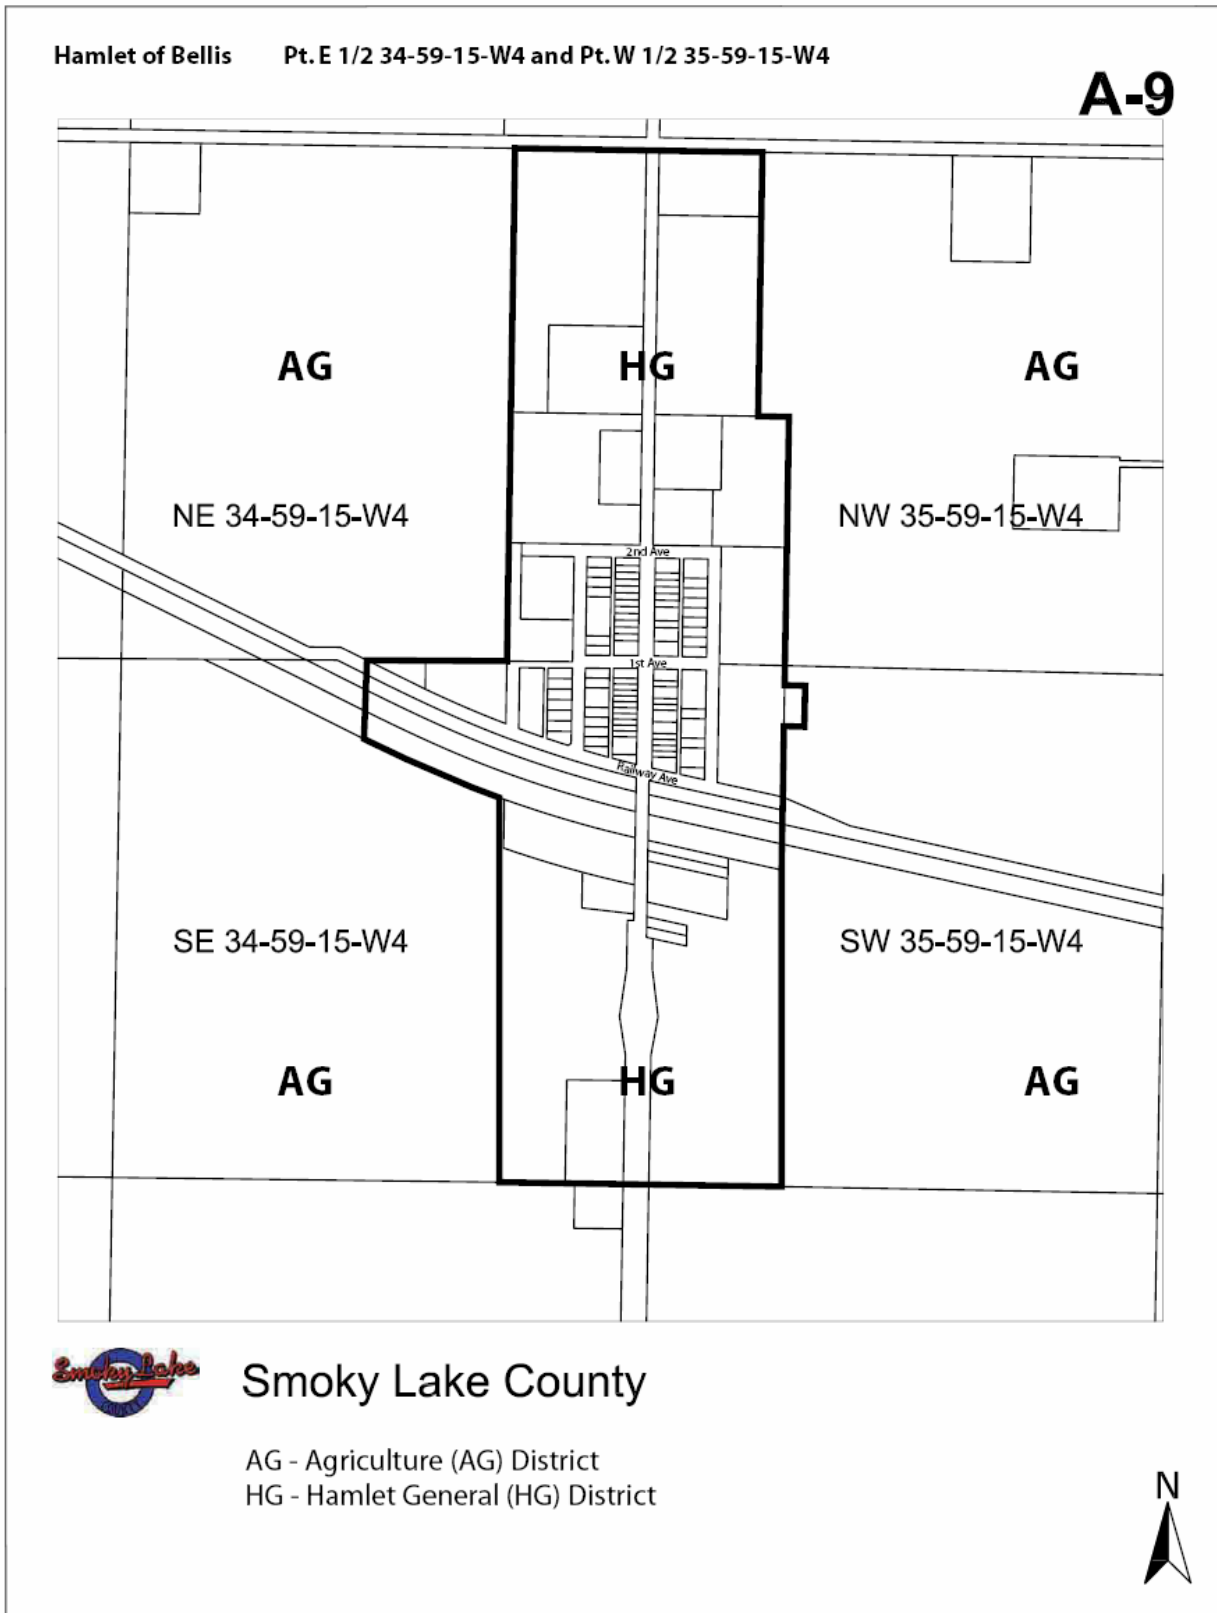 Hamlet of Bellis Pt. E 1/2 34-59-15-W4 and Pt. W 1/2 35-59-15-W4
A-9
AG HG AG
NE 34-59-15-W4 NW 35-59-15-W4
2nd Ave
1st Ave
Railway Ave
SE 34-59-15-W4 SW 35-59-15-W4
AG HG AG
Smoky Lake
COUNTY
Smoky Lake County
AG - Agriculture (AG) District
HG - Hamlet General (HG) District
N